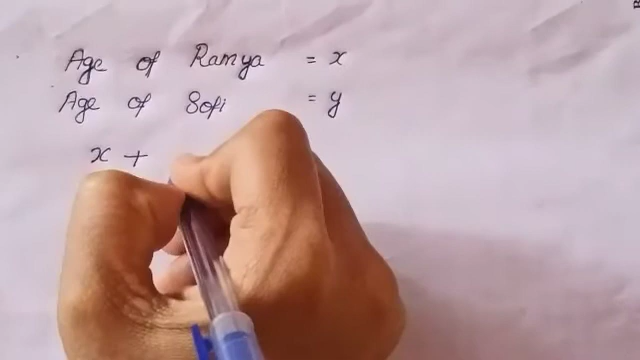 Age of Ramya = x
Age of Sofi = y
x +